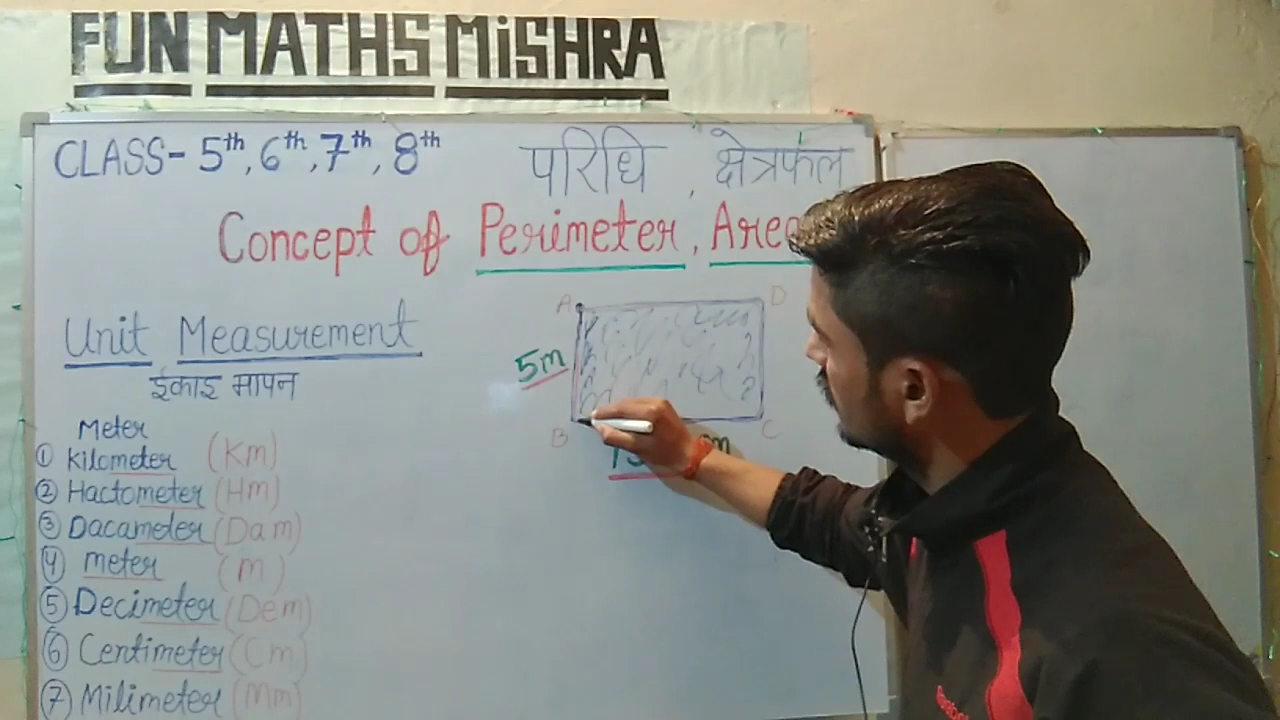 FUN MATHS MiSHRA
CLASS- 5th, 6th, 7th, 8th
परिधि , क्षेत्रफल
Concept of Perimeter, Area
A
D
Unit Measurement
5m
ईकाइ मापन
B
C
m
Meter
① Kilometer (Km)
② Hactometer (Hm)
③ Dacameter (Dam)
④ meter (m)
⑤ Decimeter (Dem)
⑥ Centimeter (Cm)
⑦ Milimeter (Mm)